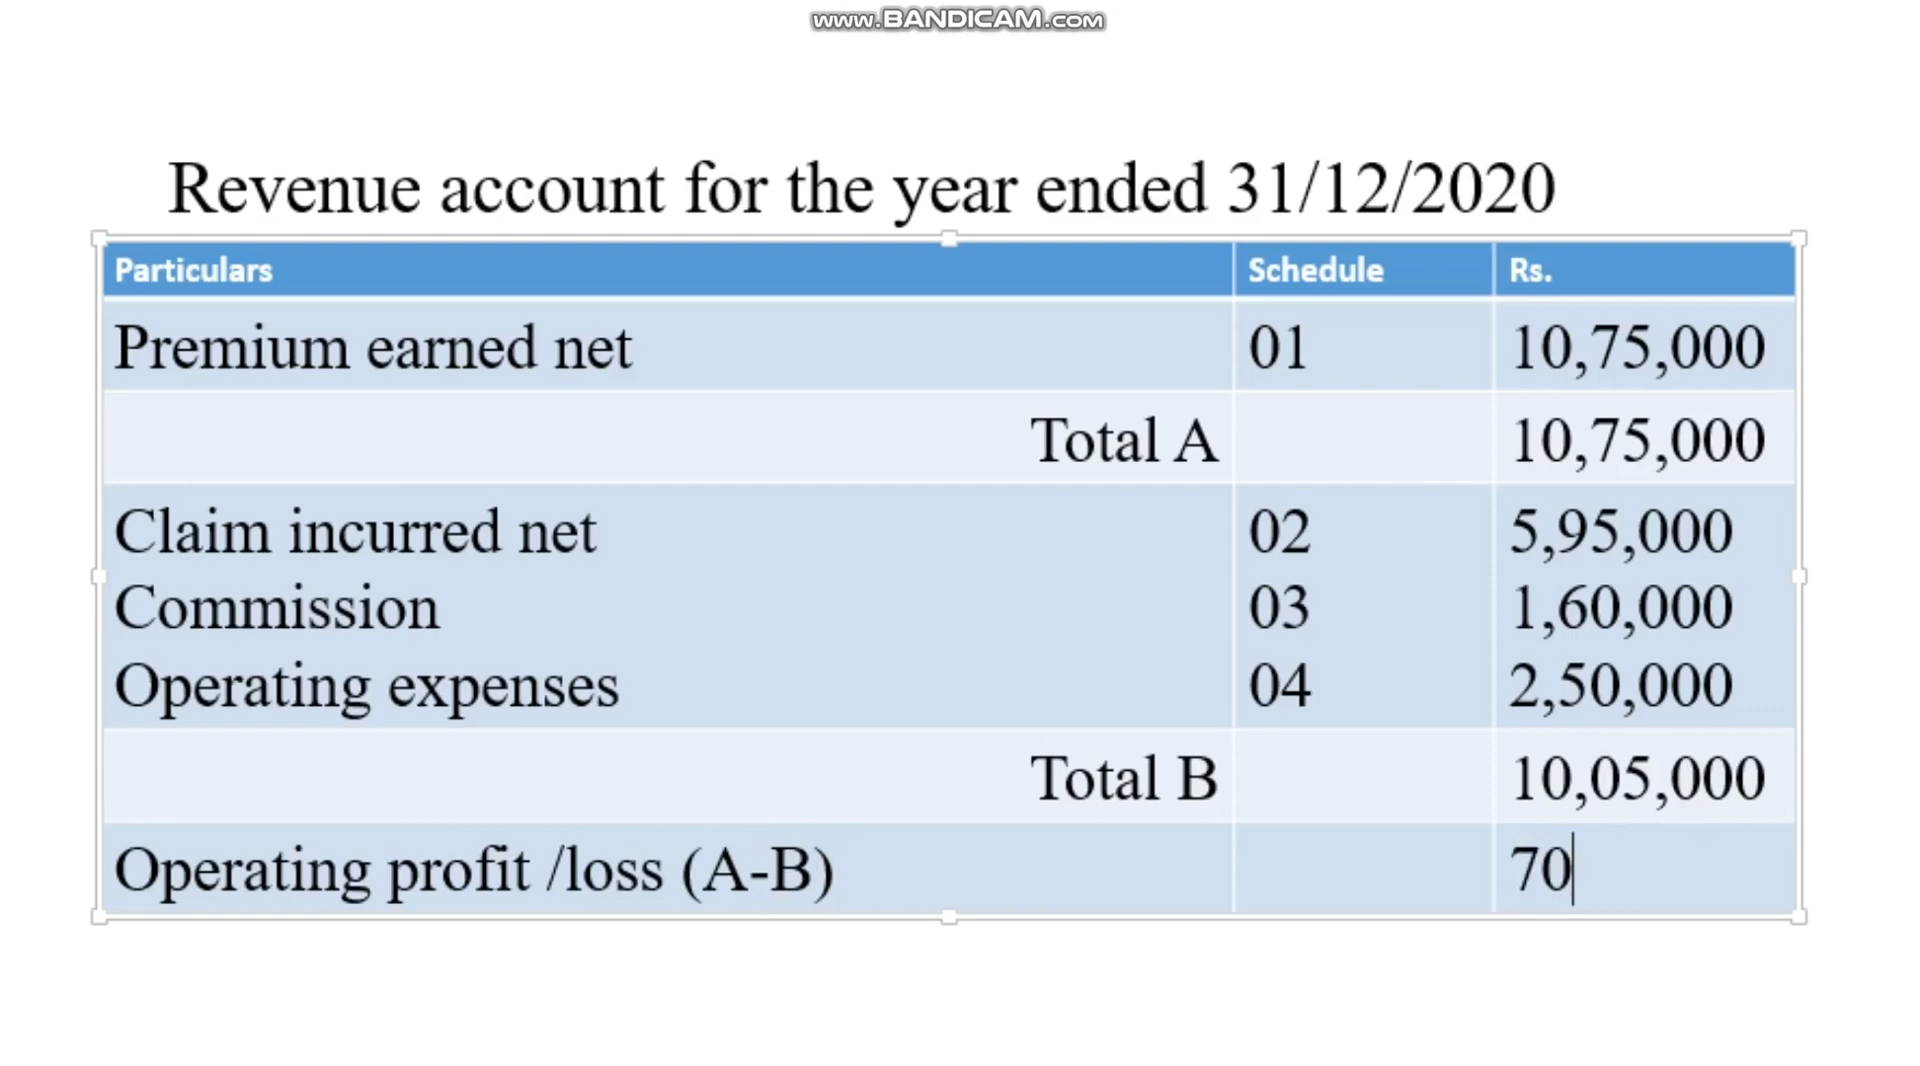 www.BANDICAM.com
Revenue account for the year ended 31/12/2020
Particulars Schedule Rs.
Premium earned net 01 10,75,000
Total A 10,75,000
Claim incurred net 02 5,95,000
Commission 03 1,60,000
Operating expenses 04 2,50,000
Total B 10,05,000
Operating profit /loss (A-B) 70